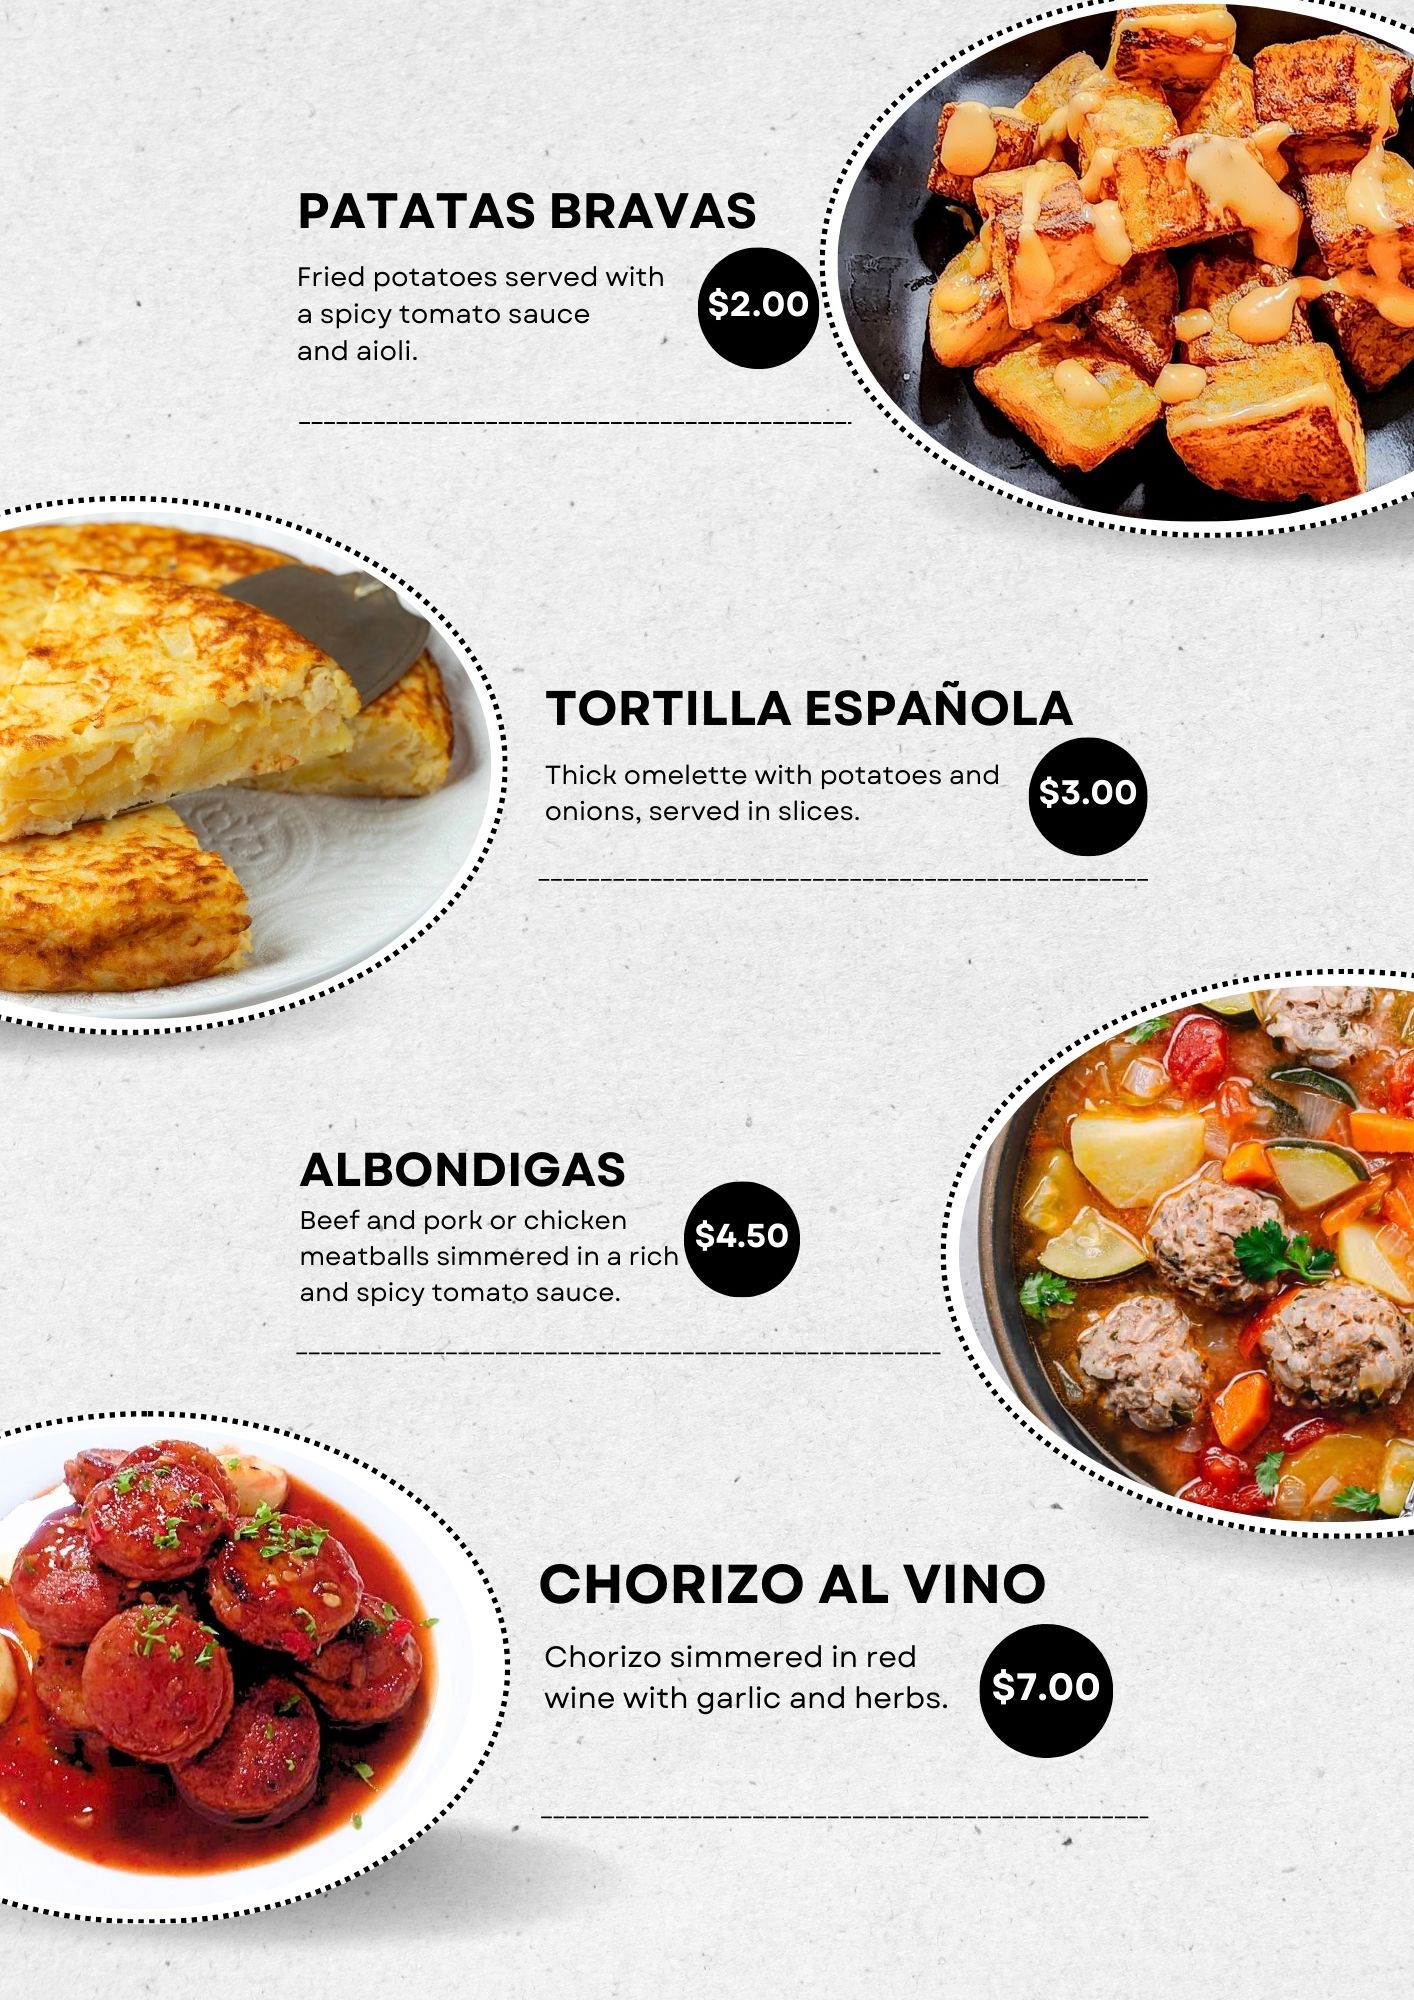 PATATAS BRAVAS
Fried potatoes served with
a spicy tomato sauce
and aioli.
$2.00
TORTILLA ESPAÑOLA
Thick omelette with potatoes and
onions, served in slices.
$3.00
ALBONDIGAS
Beef and pork or chicken
meatballs simmered in a rich
and spicy tomato sauce.
$4.50
CHORIZO AL VINO
Chorizo simmered in red
wine with garlic and herbs.
$7.00